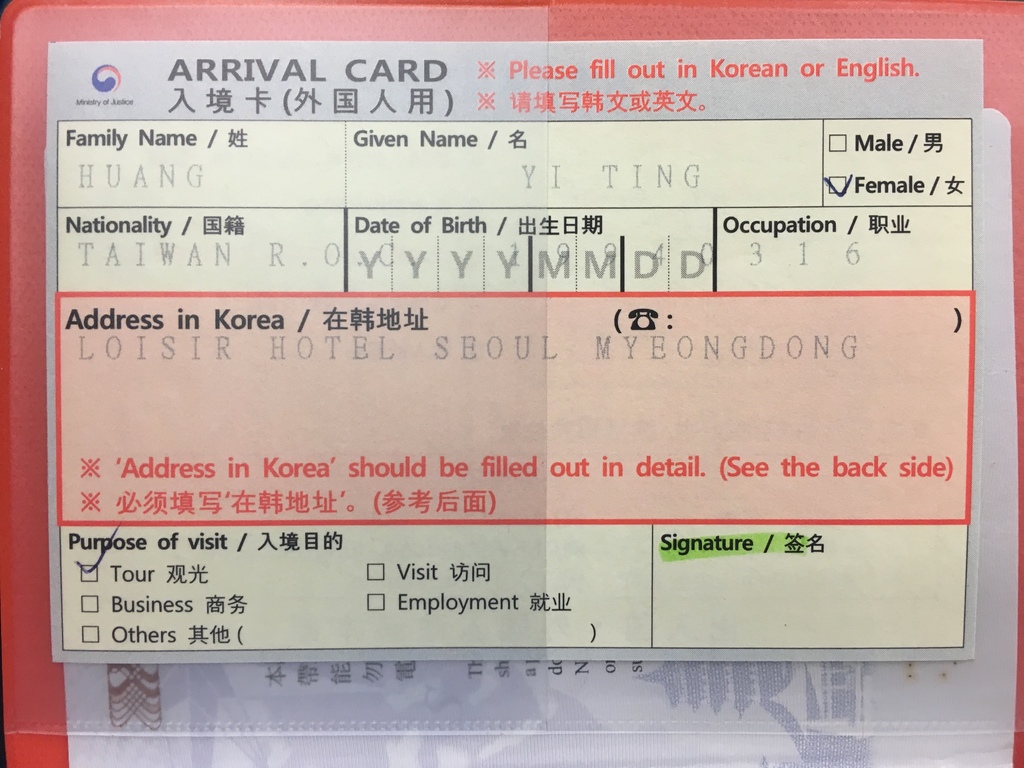 Ministry of Justice
ARRIVAL CARD
入境卡(外国人用)
※ Please fill out in Korean or English.
※ 请填写韩文或英文。
Family Name / 姓
Given Name / 名
□ Male / 男
HUANG
YI TING
☑ Female / 女
Nationality / 国籍
Date of Birth / 出生日期
Occupation / 职业
TAIWAN R.O.C
19940316
Y Y Y Y M M D D
Address in Korea / 在韩地址
(☎: )
LOISIR HOTEL SEOUL MYEONGDONG
※ 'Address in Korea' should be filled out in detail. (See the back side)
※ 必须填写'在韩地址'。(参考后面)
Purpose of visit / 入境目的
Signature / 签名
☑ Tour 观光
□ Visit 访问
□ Business 商务
□ Employment 就业
□ Others 其他 ( )
本
帶
能
勿
電